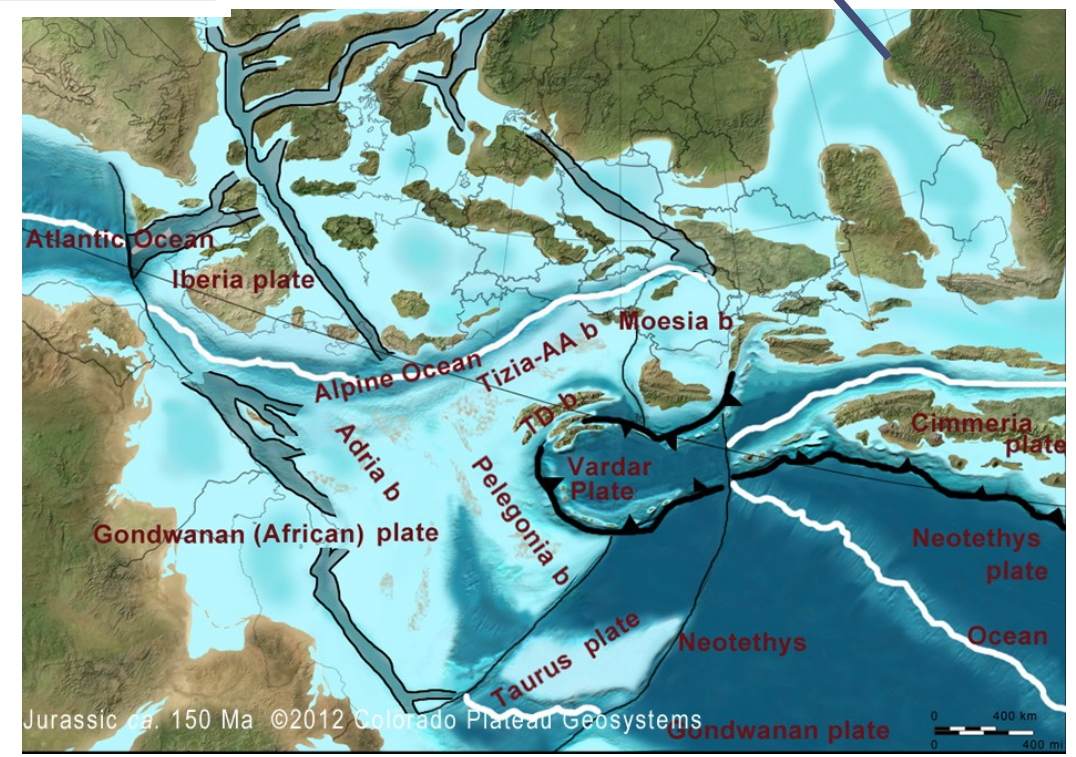 Atlantic Ocean
Iberia plate
Moesia b
Alpine Ocean
Tizia-AA b
TD b
Cimmeria
plate
Adria b
Pelegonia b
Vardar
Plate
Gondwanan (African) plate
Neotethys
plate
Taurus plate
Neotethys
Ocean
Jurassic ca. 150 Ma ©2012 Colorado Plateau Geosystems
Gondwanan plate
0 400 km
0 400 mi